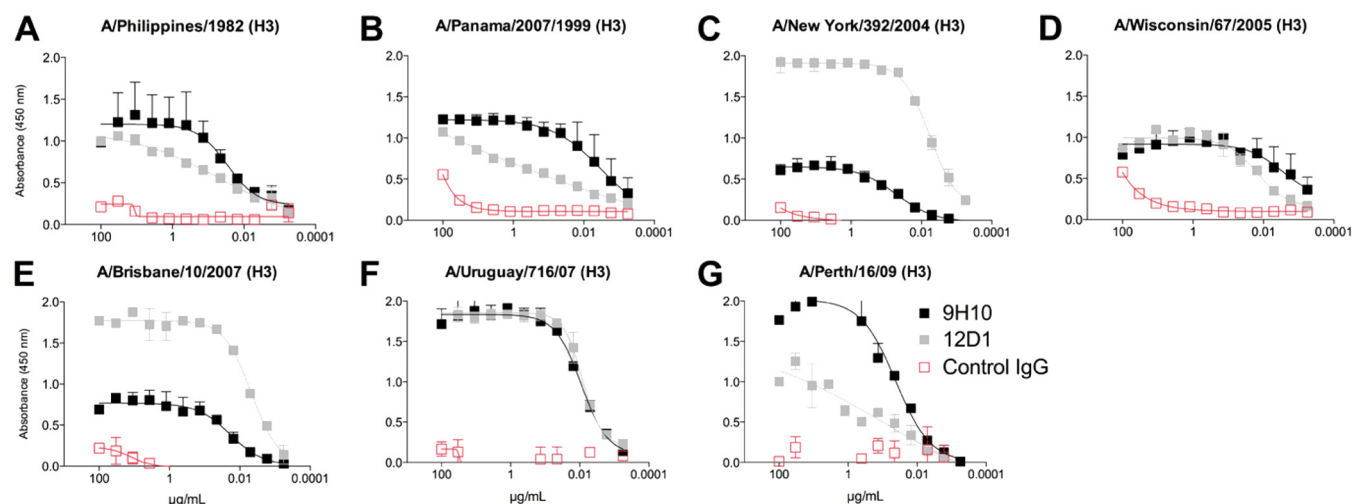 A
A/Philippines/1982 (H3)
Absorbance (450 nm)
2.0
1.5
1.0
0.5
0.0
100
1
0.01
0.0001
B
A/Panama/2007/1999 (H3)
2.0
1.5
1.0
0.5
0.0
100
1
0.01
0.0001
C
A/New York/392/2004 (H3)
2.0
1.5
1.0
0.5
0.0
100
1
0.01
0.0001
D
A/Wisconsin/67/2005 (H3)
2.0
1.5
1.0
0.5
0.0
100
1
0.01
0.0001
E
A/Brisbane/10/2007 (H3)
Absorbance (450 nm)
2.0
1.5
1.0
0.5
0.0
100
1
0.01
0.0001
µg/mL
F
A/Uruguay/716/07 (H3)
2.0
1.5
1.0
0.5
0.0
100
1
0.01
0.0001
µg/mL
G
A/Perth/16/09 (H3)
2.0
1.5
1.0
0.5
0.0
100
1
0.01
0.0001
µg/mL
9H10
12D1
Control IgG